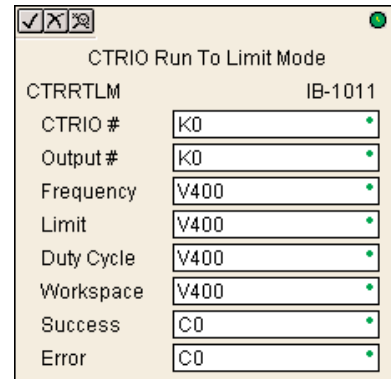 CTRIO Run To Limit Mode
CTRRTLM IB-1011
CTRIO # K0
Output # K0
Frequency V400
Limit V400
Duty Cycle V400
Workspace V400
Success C0
Error C0